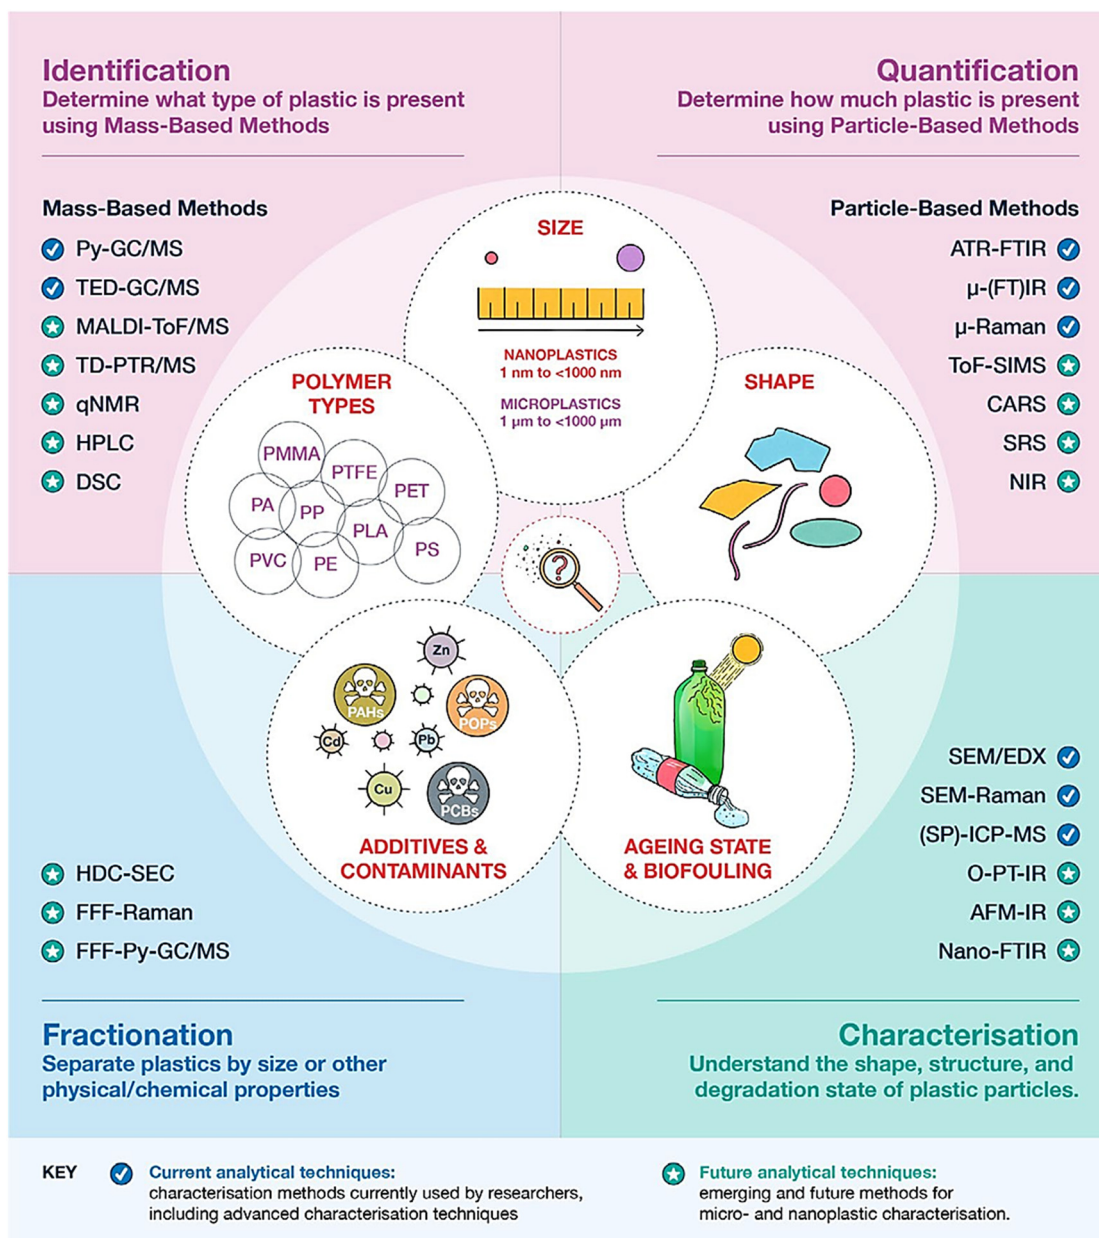 Identification
Determine what type of plastic is present
using Mass-Based Methods
Quantification
Determine how much plastic is present
using Particle-Based Methods
Mass-Based Methods
Py-GC/MS
TED-GC/MS
MALDI-ToF/MS
TD-PTR/MS
qNMR
HPLC
DSC
Particle-Based Methods
ATR-FTIR
µ-(FT)IR
µ-Raman
ToF-SIMS
CARS
SRS
NIR
SIZE
NANOPLASTICS
1 nm to <1000 nm
MICROPLASTICS
1 µm to <1000 µm
POLYMER
TYPES
PMMA
PTFE
PET
PA
PP
PLA
PS
PVC
PE
SHAPE
?
Zn
PAHs
POPs
Cd
Pb
Cu
PCBs
ADDITIVES &
CONTAMINANTS
AGEING STATE
& BIOFOULING
HDC-SEC
FFF-Raman
FFF-Py-GC/MS
SEM/EDX
SEM-Raman
(SP)-ICP-MS
O-PT-IR
AFM-IR
Nano-FTIR
Fractionation
Separate plastics by size or other
physical/chemical properties
Characterisation
Understand the shape, structure, and
degradation state of plastic particles.
KEY
Current analytical techniques:
characterisation methods currently used by researchers,
including advanced characterisation techniques
Future analytical techniques:
emerging and future methods for
micro- and nanoplastic characterisation.